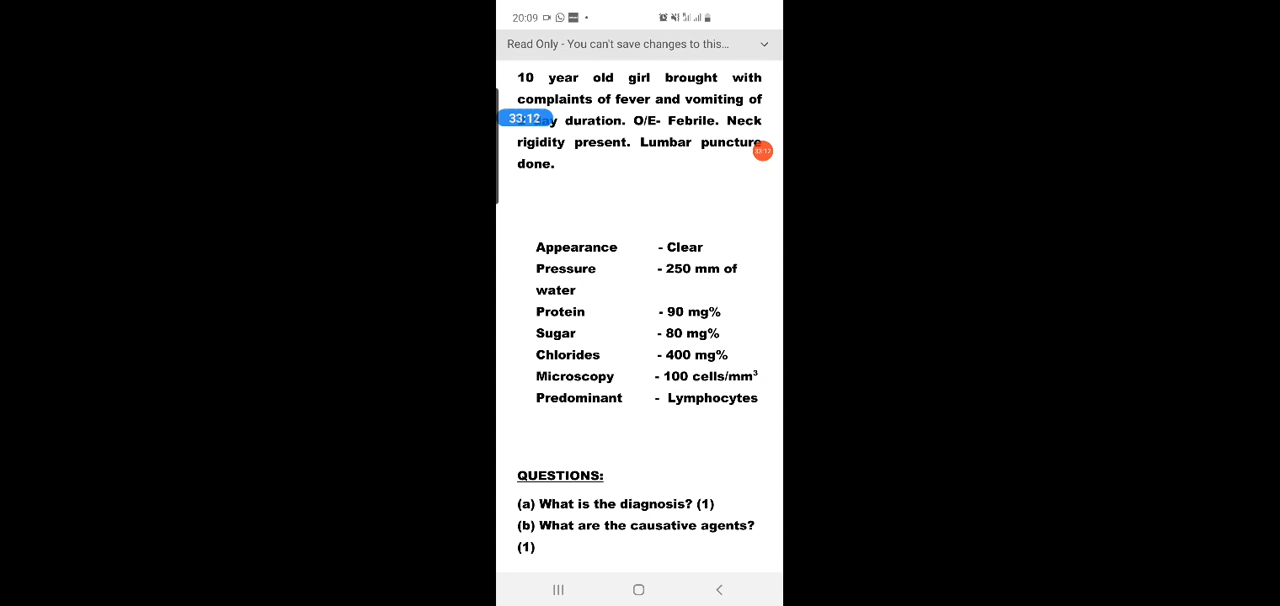 20:09
Read Only - You can't save changes to this...
10 year old girl brought with
complaints of fever and vomiting of
33:12 duration. O/E- Febrile. Neck
rigidity present. Lumbar puncture
33:12
done.
Appearance - Clear
Pressure - 250 mm of
water
Protein - 90 mg%
Sugar - 80 mg%
Chlorides - 400 mg%
Microscopy - 100 cells/mm³
Predominant - Lymphocytes
QUESTIONS:
(a) What is the diagnosis? (1)
(b) What are the causative agents?
(1)